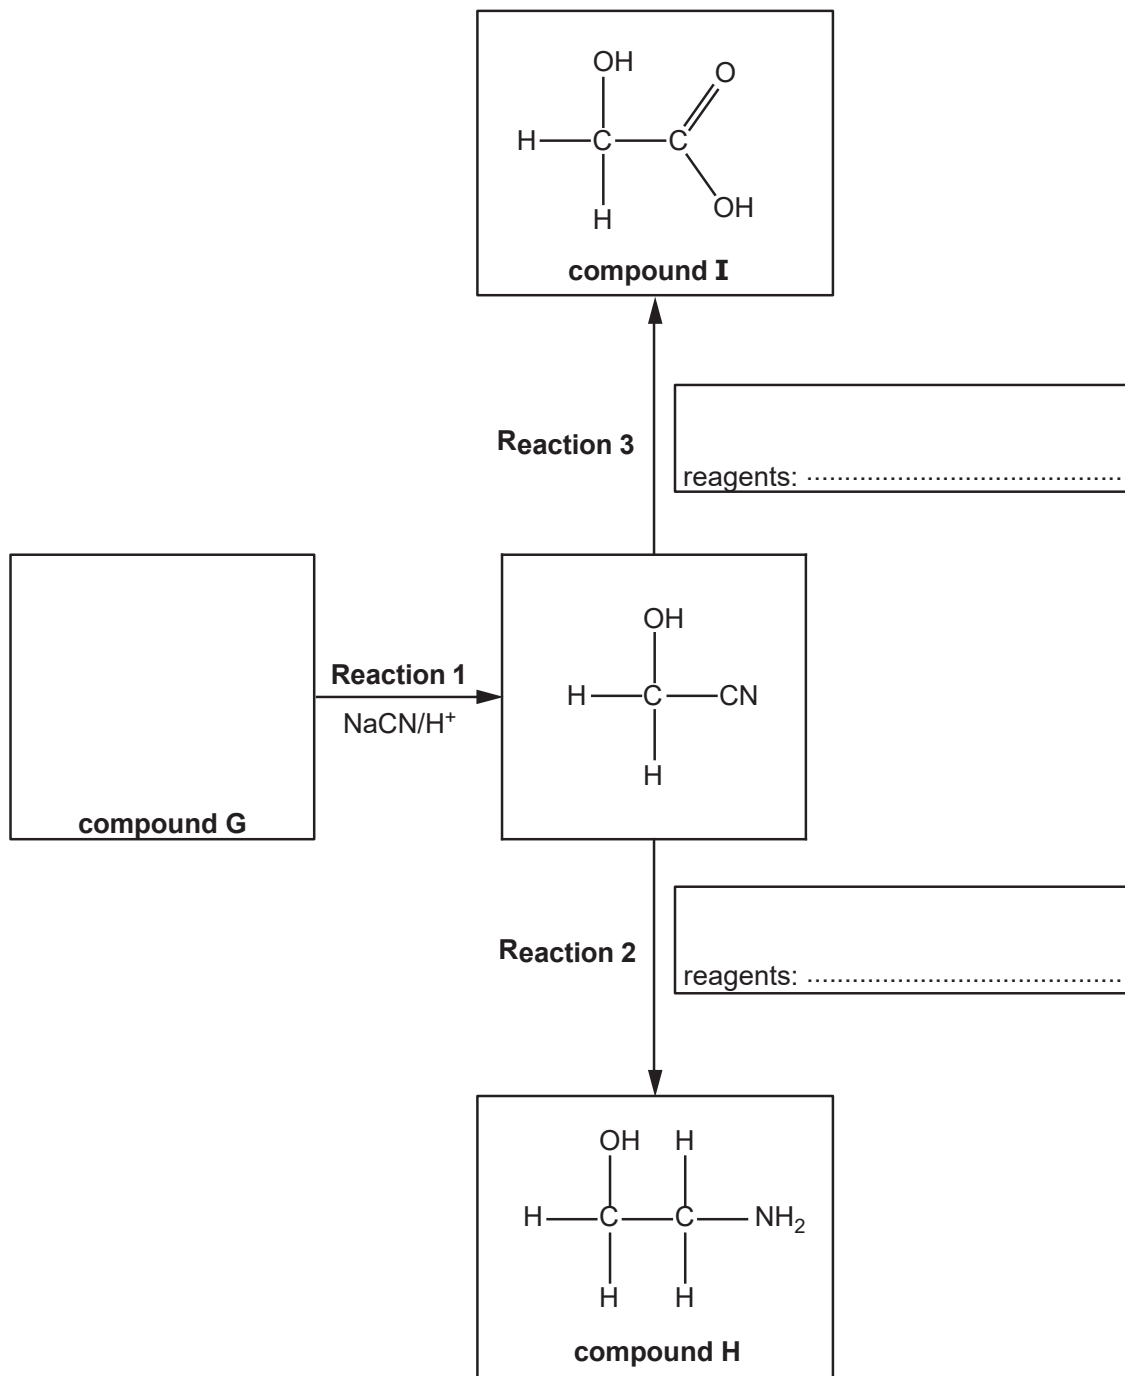 OH
O
H C C
H
OH
compound I
Reaction 3
reagents: ..........................................
OH
Reaction 1
H C CN
NaCN/H⁺
H
compound G
Reaction 2
reagents: ..........................................
OH H
H C C NH₂
H H
compound H